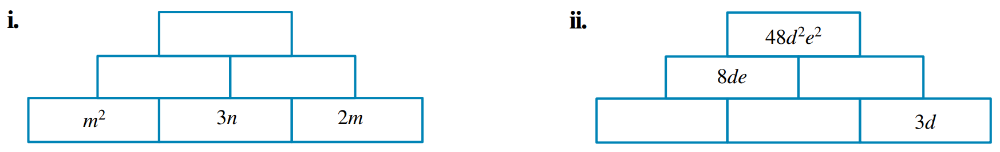 i.
m²
3n
2m
ii.
48d²e²
8de
3d